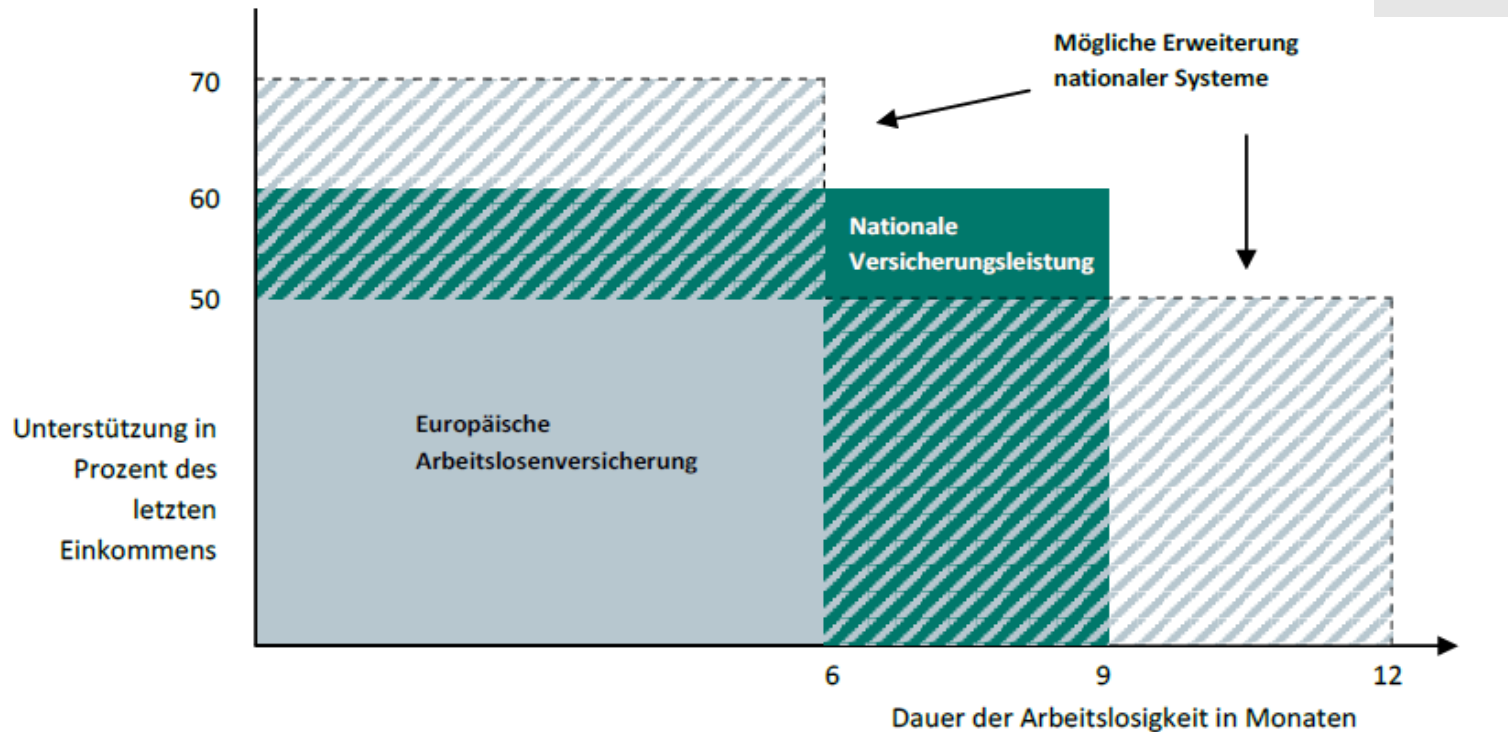 Mögliche Erweiterung
nationaler Systeme
70
60
50
Nationale
Versicherungsleistung
Europäische
Arbeitslosenversicherung
Unterstützung in
Prozent des
letzten
Einkommens
6
9
12
Dauer der Arbeitslosigkeit in Monaten